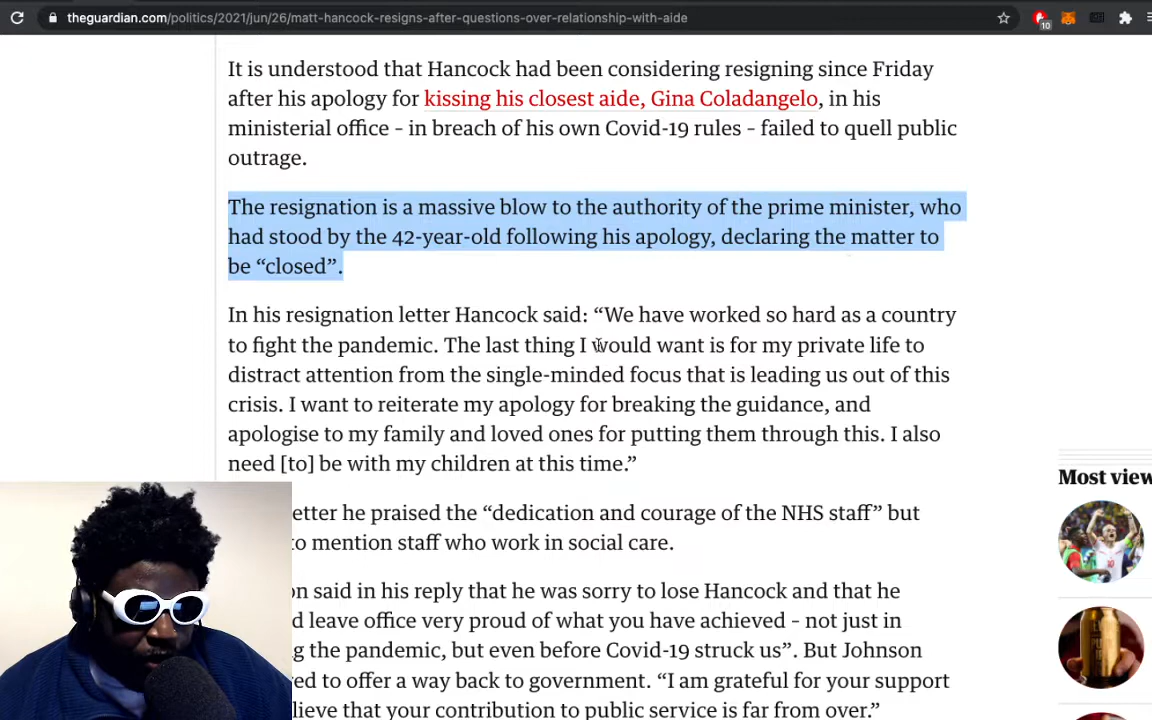 theguardian.com/politics/2021/jun/26/matt-hancock-resigns-after-questions-over-relationship-with-aide
10
It is understood that Hancock had been considering resigning since Friday
after his apology for kissing his closest aide, Gina Coladangelo, in his
ministerial office – in breach of his own Covid-19 rules – failed to quell public
outrage.
The resignation is a massive blow to the authority of the prime minister, who
had stood by the 42-year-old following his apology, declaring the matter to
be “closed”.
In his resignation letter Hancock said: “We have worked so hard as a country
to fight the pandemic. The last thing I would want is for my private life to
distract attention from the single-minded focus that is leading us out of this
crisis. I want to reiterate my apology for breaking the guidance, and
apologise to my family and loved ones for putting them through this. I also
need [to] be with my children at this time.”
Most view
etter he praised the “dedication and courage of the NHS staff” but
to mention staff who work in social care.
on said in his reply that he was sorry to lose Hancock and that he
d leave office very proud of what you have achieved – not just in
g the pandemic, but even before Covid-19 struck us”. But Johnson
red to offer a way back to government. “I am grateful for your support
lieve that your contribution to public service is far from over.”